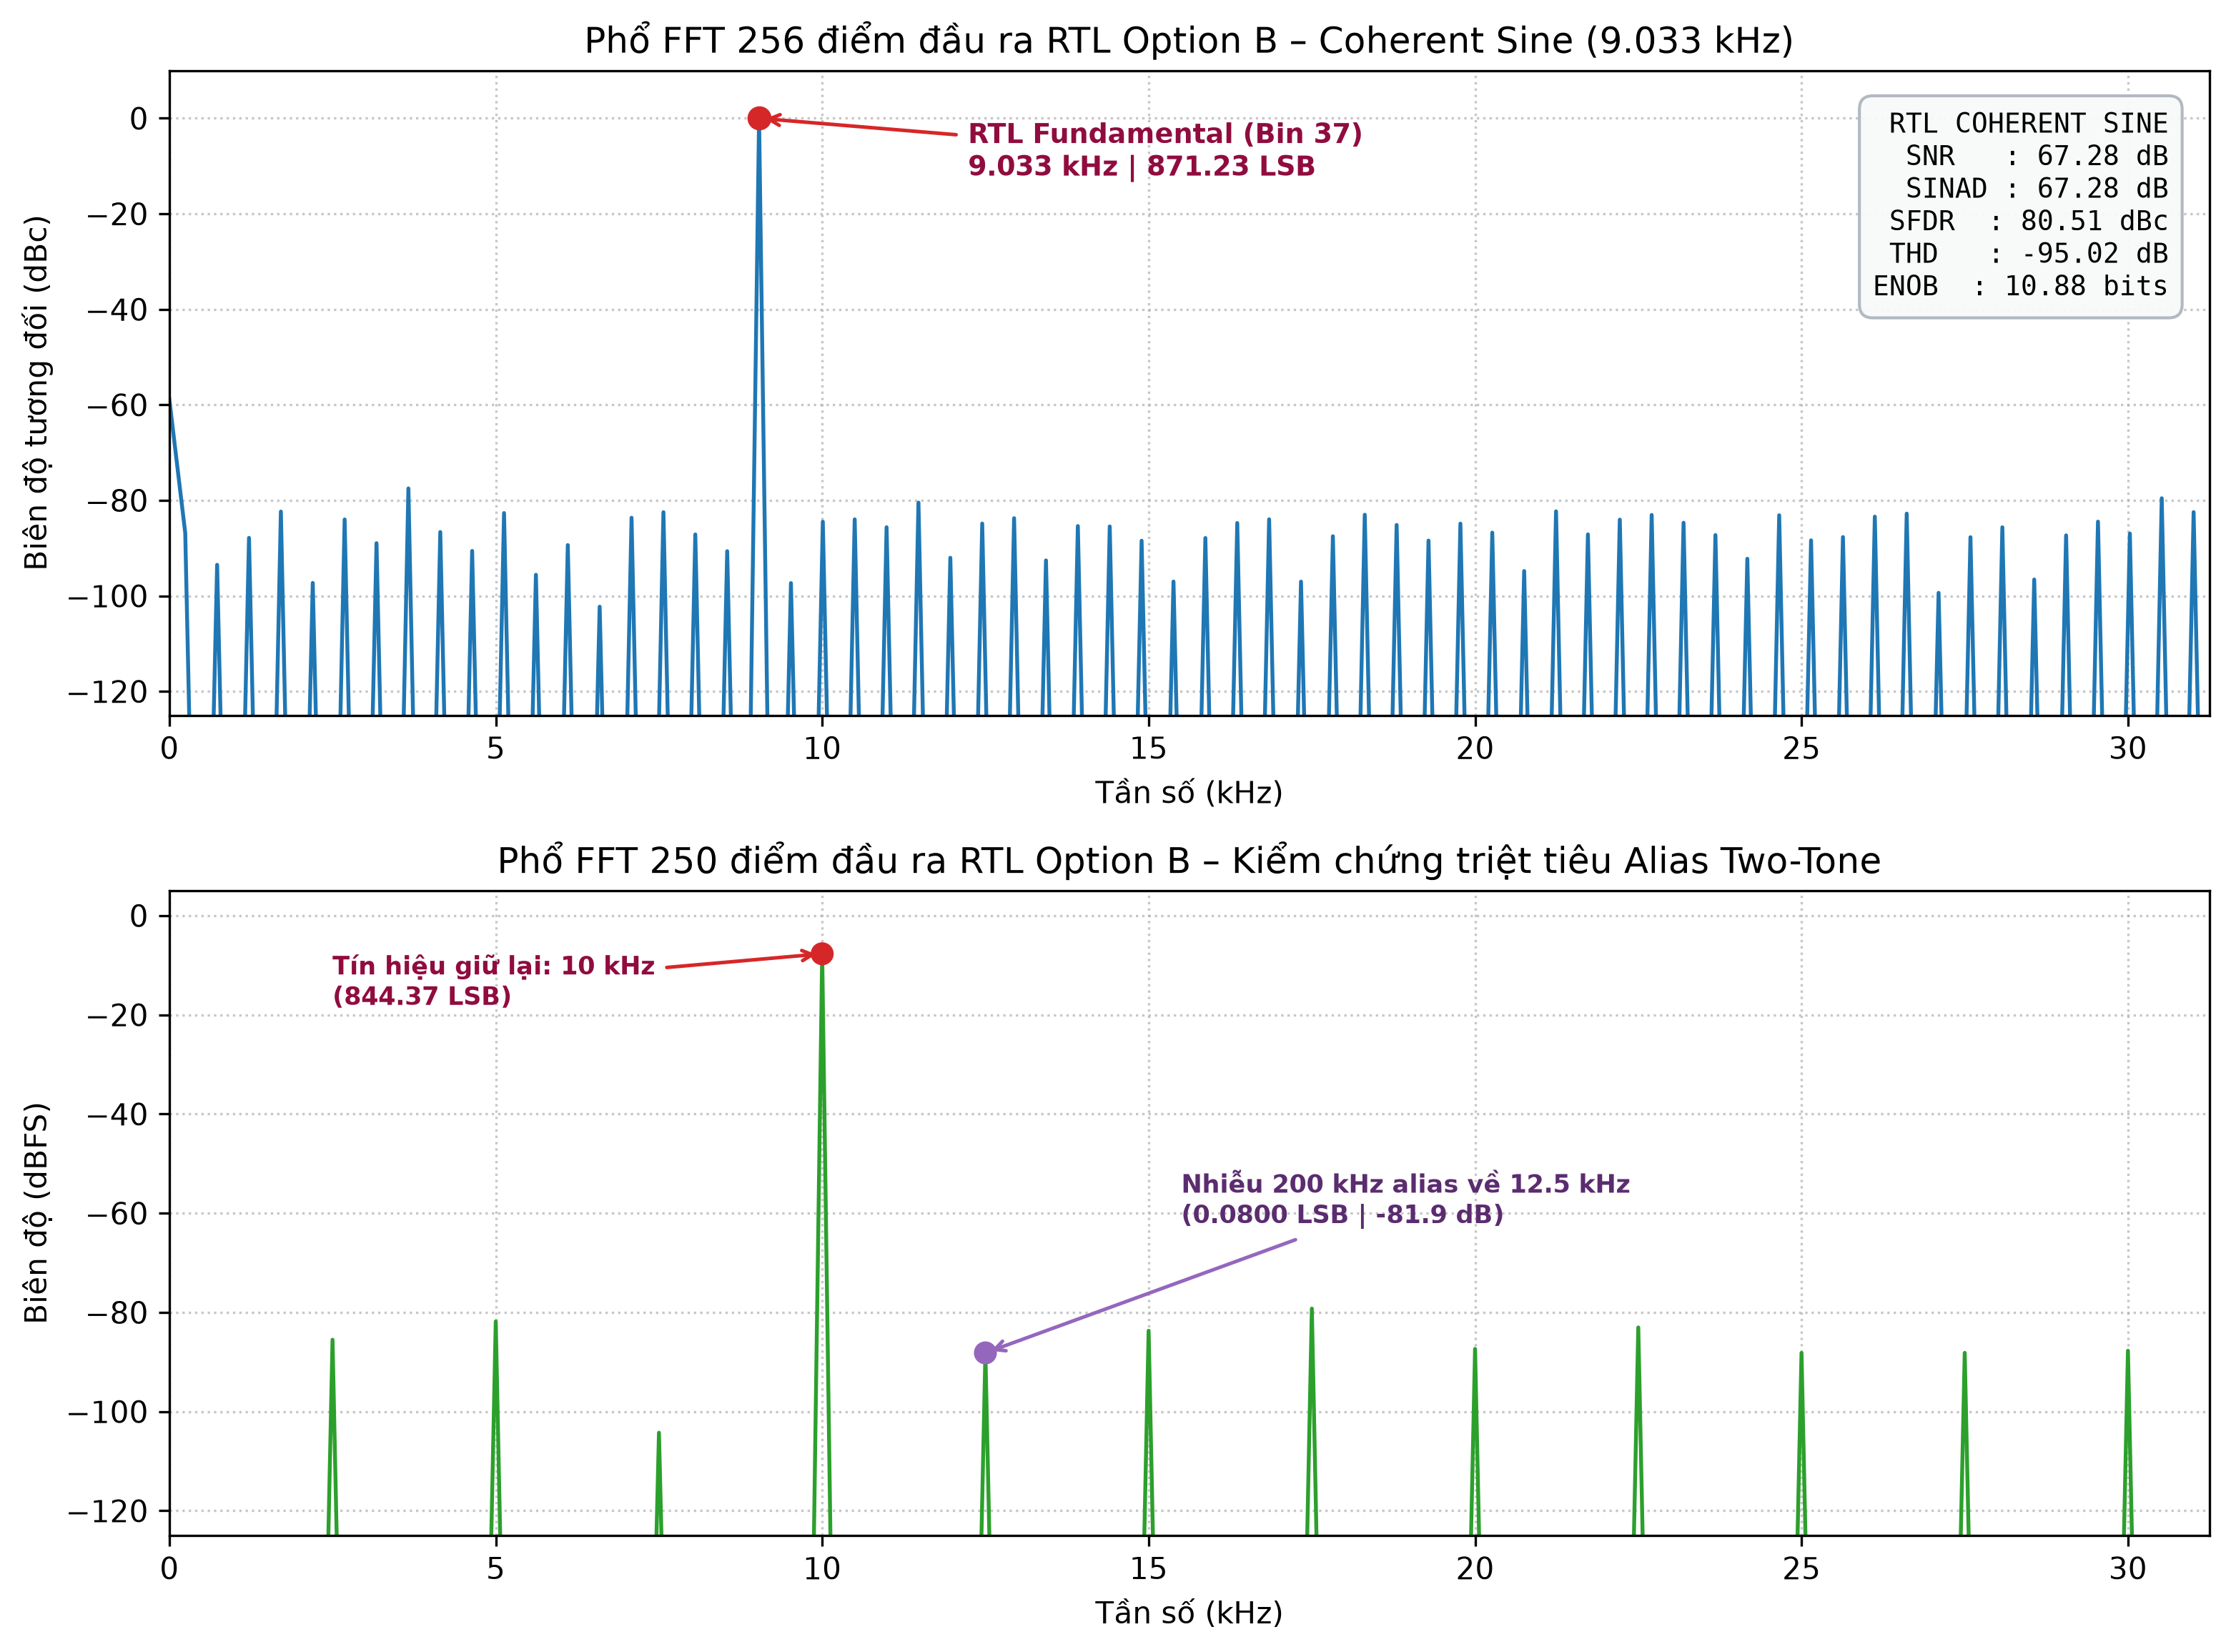 Phổ FFT 256 điểm đầu ra RTL Option B – Coherent Sine (9.033 kHz)
Biên độ tương đối (dBc)
0
−20
−40
−60
−80
−100
−120
RTL Fundamental (Bin 37)
9.033 kHz | 871.23 LSB
RTL COHERENT SINE
SNR : 67.28 dB
SINAD : 67.28 dB
SFDR : 80.51 dBc
THD : -95.02 dB
ENOB : 10.88 bits
0 5 10 15 20 25 30
Tần số (kHz)
Phổ FFT 250 điểm đầu ra RTL Option B – Kiểm chứng triệt tiêu Alias Two-Tone
Biên độ (dBFS)
0
−20
−40
−60
−80
−100
−120
Tín hiệu giữ lại: 10 kHz
(844.37 LSB)
Nhiễu 200 kHz alias về 12.5 kHz
(0.0800 LSB | -81.9 dB)
0 5 10 15 20 25 30
Tần số (kHz)